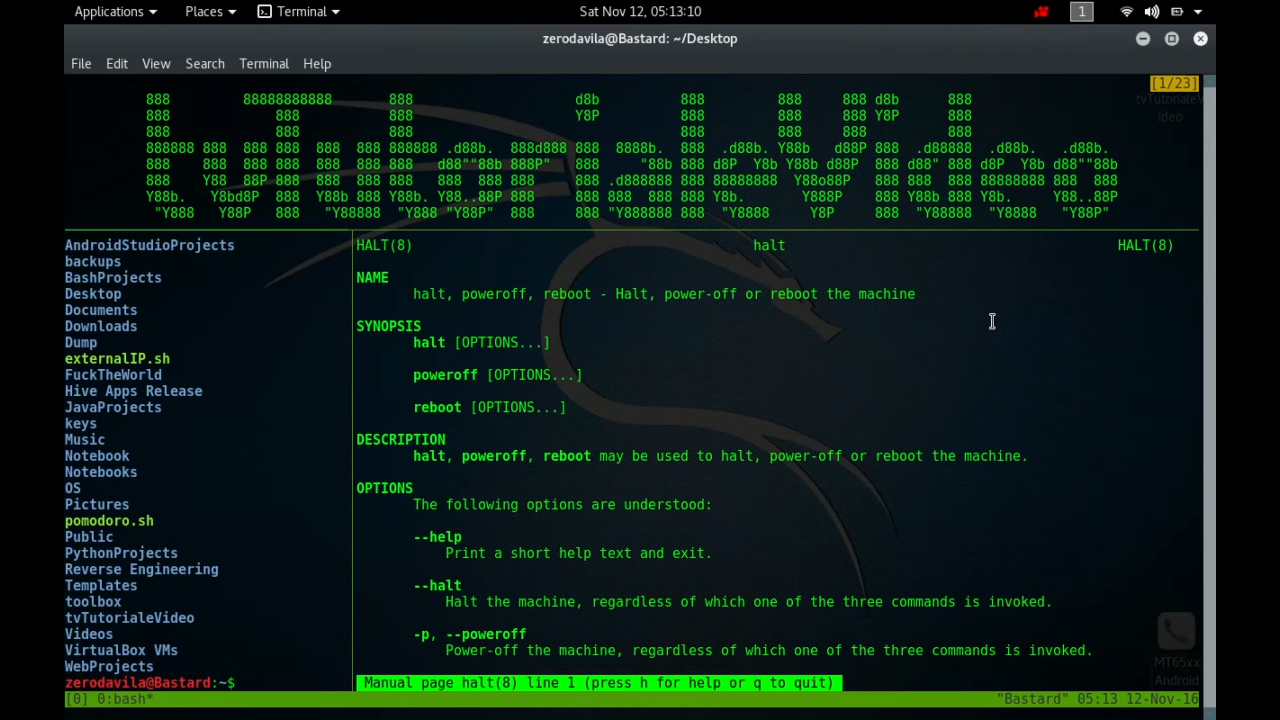 Applications Places Terminal Sat Nov 12, 05:13:10 1
zerodavila@Bastard: ~/Desktop
File Edit View Search Terminal Help
[1/23]
tvTutorialeVideo
AndroidStudioProjects
backups
BashProjects
Desktop
Documents
Downloads
Dump
externalIP.sh
FuckTheWorld
Hive Apps Release
JavaProjects
keys
Music
Notebook
Notebooks
OS
Pictures
pomodoro.sh
Public
PythonProjects
Reverse Engineering
Templates
toolbox
tvTutorialeVideo
Videos
VirtualBox VMs
WebProjects
zerodavila@Bastard:~$
HALT(8) halt HALT(8)
NAME
halt, poweroff, reboot - Halt, power-off or reboot the machine
SYNOPSIS
halt [OPTIONS...]
poweroff [OPTIONS...]
reboot [OPTIONS...]
DESCRIPTION
halt, poweroff, reboot may be used to halt, power-off or reboot the machine.
OPTIONS
The following options are understood:
--help
Print a short help text and exit.
--halt
Halt the machine, regardless of which one of the three commands is invoked.
-p, --poweroff
Power-off the machine, regardless of which one of the three commands is invoked.
Manual page halt(8) line 1 (press h for help or q to quit)
MT65xx
Android
[0] 0:bash* "Bastard" 05:13 12-Nov-16